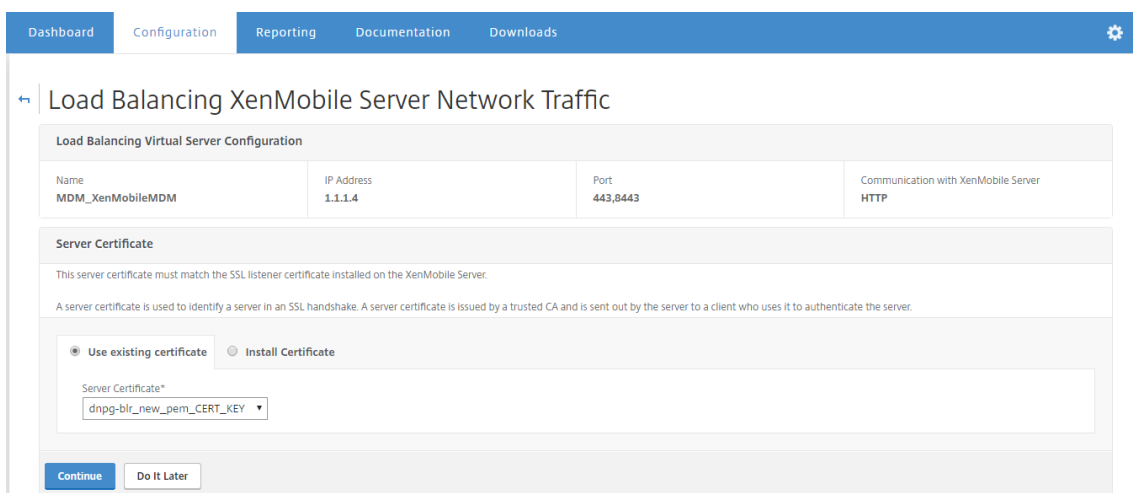 Dashboard Configuration Reporting Documentation Downloads
Load Balancing XenMobile Server Network Traffic
Load Balancing Virtual Server Configuration
Name IP Address Port Communication with XenMobile Server
MDM_XenMobileMDM 1.1.1.4 443,8443 HTTP
Server Certificate
This server certificate must match the SSL listener certificate installed on the XenMobile Server.
A server certificate is used to identify a server in an SSL handshake. A server certificate is issued by a trusted CA and is sent out by the server to a client who uses it to authenticate the server.
Use existing certificate Install Certificate
Server Certificate*
dnpg-blr_new_pem_CERT_KEY
Continue Do It Later